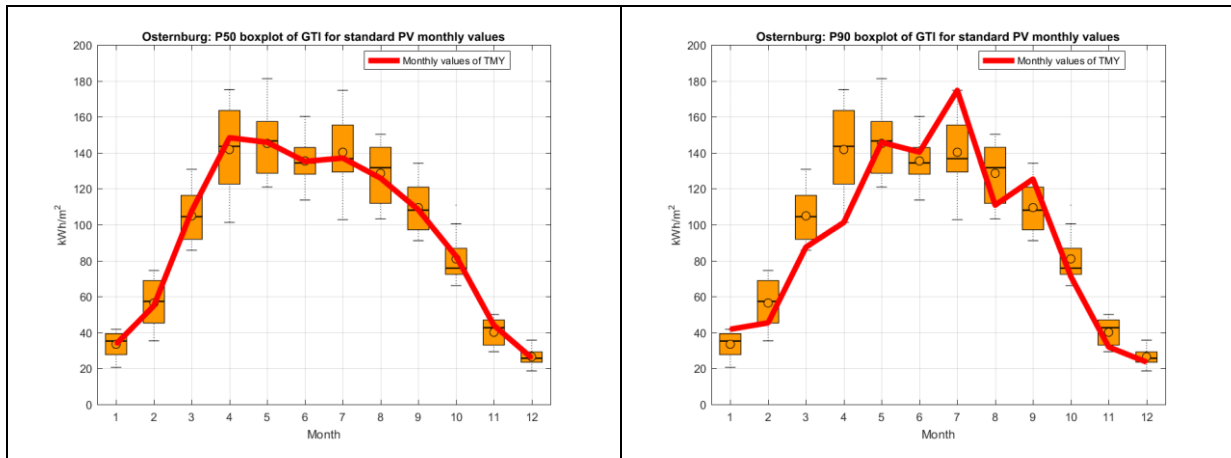 Osternburg: P50 boxplot of GTI for standard PV monthly values
Monthly values of TMY
200
180
160
140
120
100
80
60
40
20
0
kWh/m²
1 2 3 4 5 6 7 8 9 10 11 12
Month
Osternburg: P90 boxplot of GTI for standard PV monthly values
Monthly values of TMY
200
180
160
140
120
100
80
60
40
20
0
kWh/m²
1 2 3 4 5 6 7 8 9 10 11 12
Month